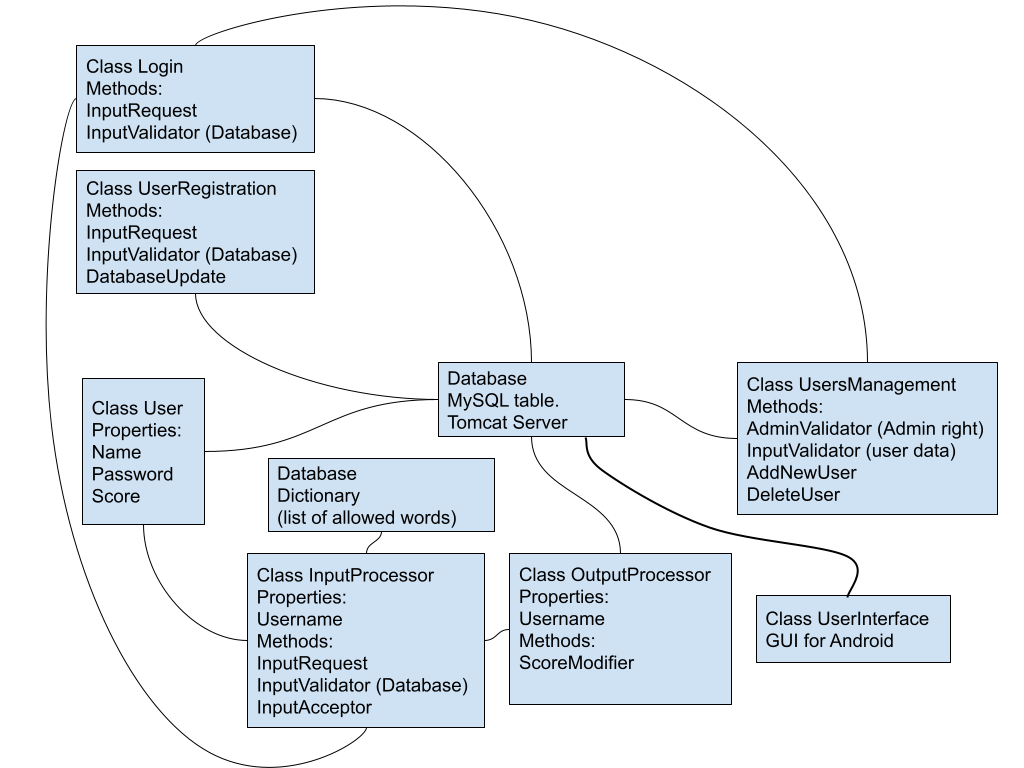 Class Login
Methods:
InputRequest
InputValidator (Database)
Class UserRegistration
Methods:
InputRequest
InputValidator (Database)
DatabaseUpdate
Database
MySQL table.
Tomcat Server
Class UsersManagement
Methods:
AdminValidator (Admin right)
InputValidator (user data)
AddNewUser
DeleteUser
Class User
Properties:
Name
Password
Score
Database
Dictionary
(list of allowed words)
Class InputProcessor
Properties:
Username
Methods:
InputRequest
InputValidator (Database)
InputAcceptor
Class OutputProcessor
Properties:
Username
Methods:
ScoreModifier
Class UserInterface
GUI for Android